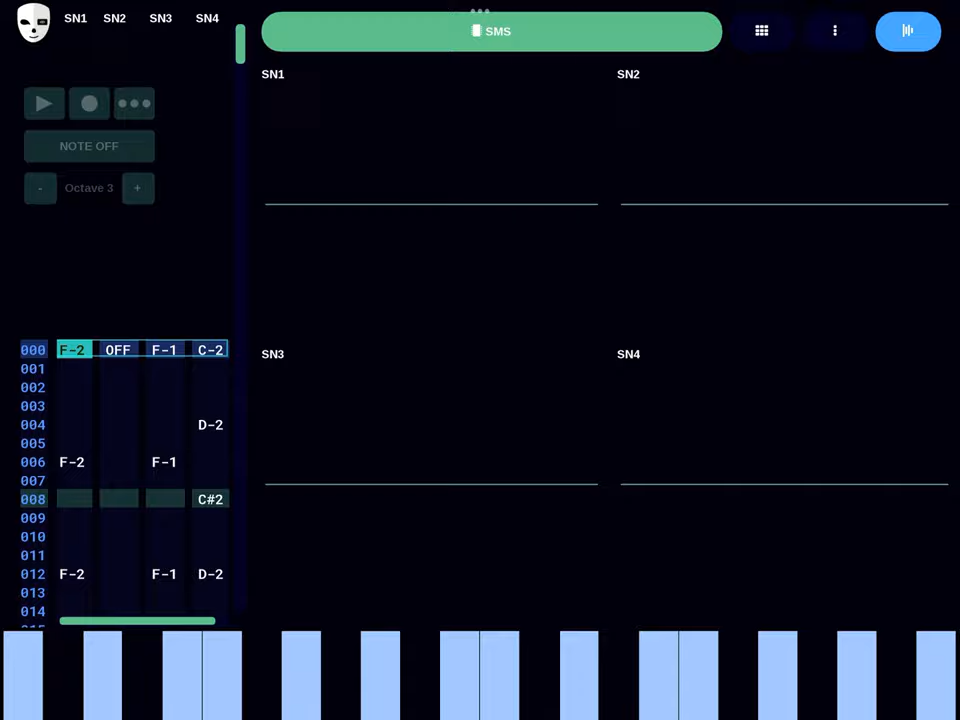 SN1 SN2 SN3 SN4
SMS
SN1 SN2
NOTE OFF
- Octave 3 +
SN3 SN4
000 F-2 OFF F-1 C-2
001
002
003
004 D-2
005
006 F-2 F-1
007
008 C#2
009
010
011
012 F-2 F-1 D-2
013
014